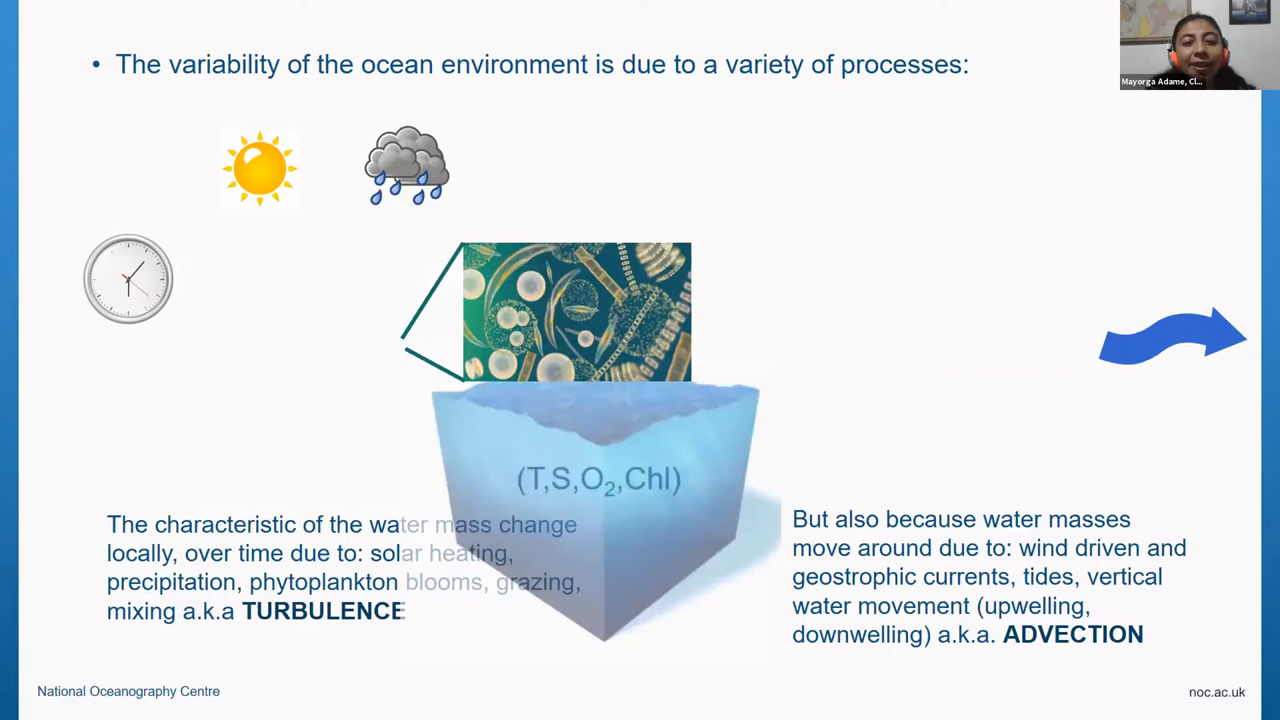 • The variability of the ocean environment is due to a variety of processes:
Mayorga Adame, Cl...
(T,S,O₂,Chl)
The characteristic of the water mass change
locally, over time due to: solar heating,
precipitation, phytoplankton blooms, grazing,
mixing a.k.a TURBULENCE
But also because water masses
move around due to: wind driven and
geostrophic currents, tides, vertical
water movement (upwelling,
downwelling) a.k.a. ADVECTION
National Oceanography Centre
noc.ac.uk